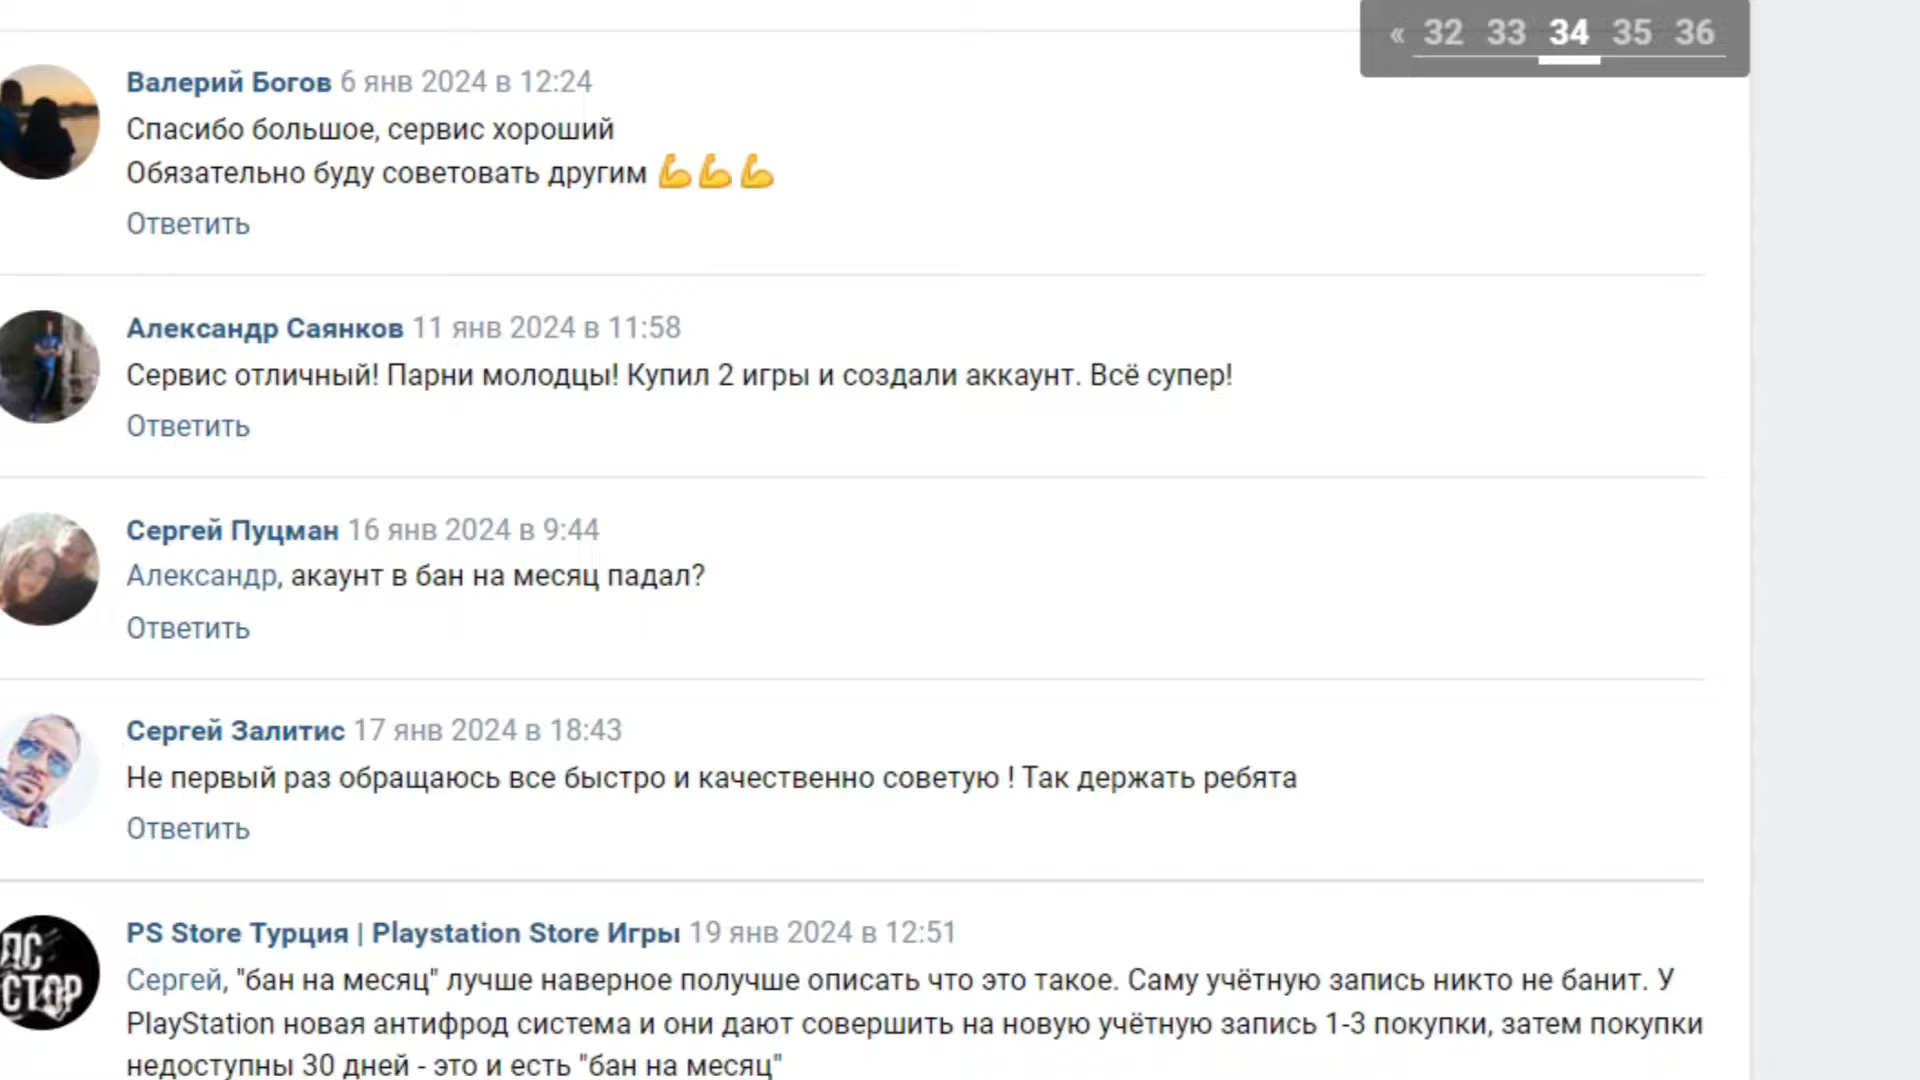 « 32 33 34 35 36
Валерий Богов 6 янв 2024 в 12:24
Спасибо большое, сервис хороший
Обязательно буду советовать другим 💪💪💪
Ответить
Александр Саянков 11 янв 2024 в 11:58
Сервис отличный! Парни молодцы! Купил 2 игры и создали аккаунт. Всё супер!
Ответить
Сергей Пуцман 16 янв 2024 в 9:44
Александр, акаунт в бан на месяц падал?
Ответить
Сергей Залитис 17 янв 2024 в 18:43
Не первый раз обращаюсь все быстро и качественно советую ! Так держать ребята
Ответить
ПС
СТОР
PS Store Турция | Playstation Store Игры 19 янв 2024 в 12:51
Сергей, "бан на месяц" лучше наверное получше описать что это такое. Саму учётную запись никто не банит. У
PlayStation новая антифрод система и они дают совершить на новую учётную запись 1-3 покупки, затем покупки
недоступны 30 дней - это и есть "бан на месяц"